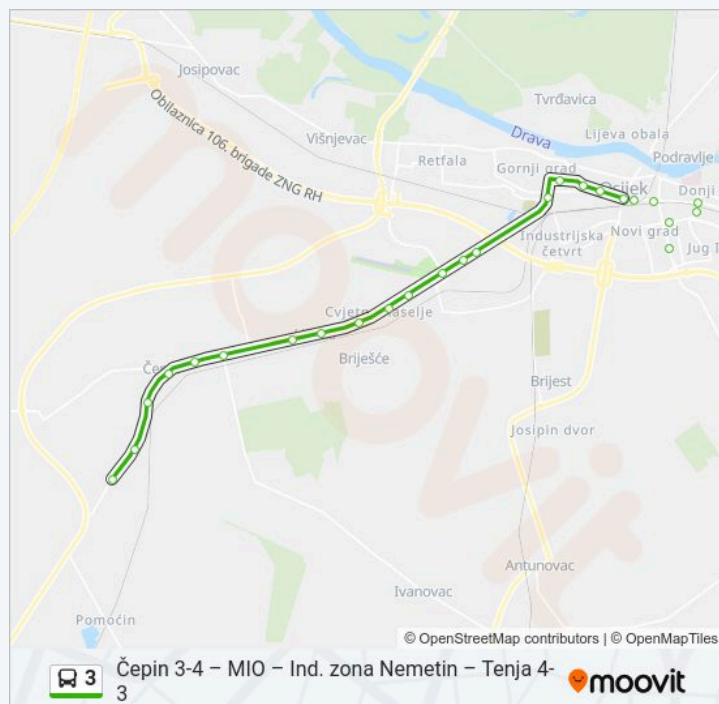 Josipovac
Tvrđavica
Obilaznica 106. brigade ZNG RH
Višnjevac
Drava
Lijeva obala
Retfala
Gornji grad
Podravlje
Osijek
Donji
Industrijska
četvrt
Novi grad
Jug I
Cvjetno naselje
Briješće
Brijest
Josipin dvor
Antunovac
Ivanovac
Pomoćin
moovit
© OpenStreetMap contributors | © OpenMapTiles
3
Čepin 3-4 – MIO – Ind. zona Nemetin – Tenja 4-
3
moovit